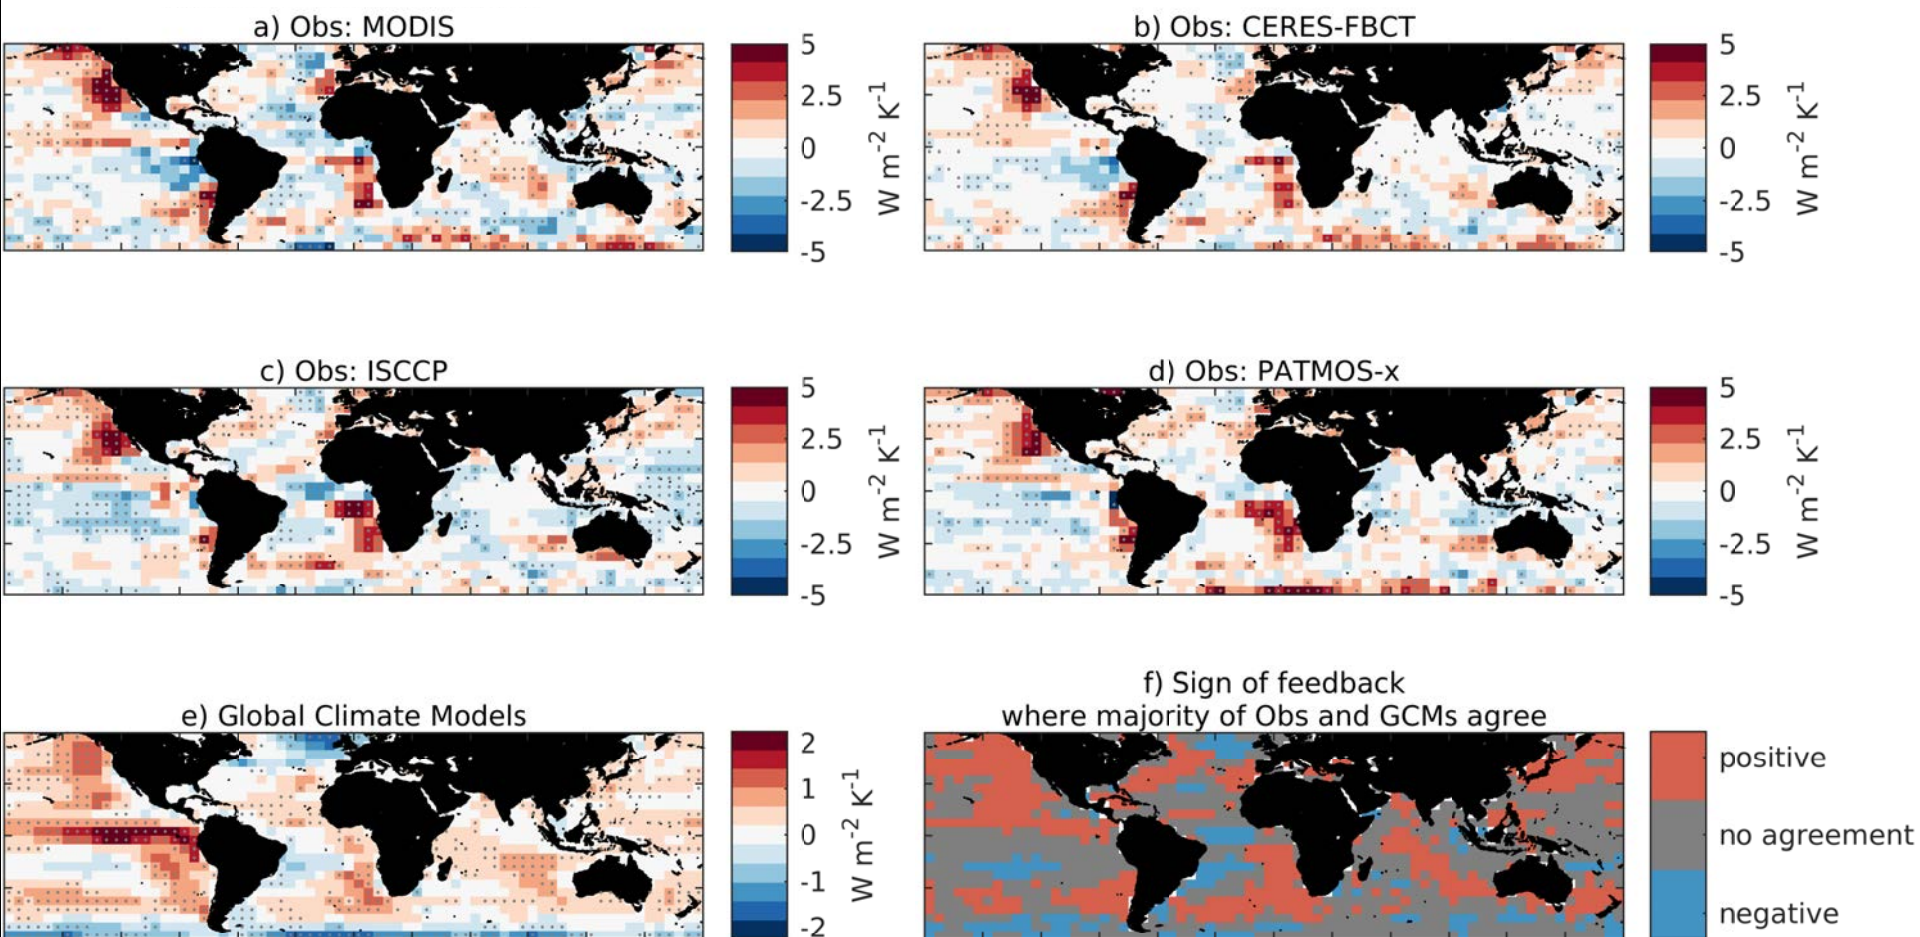 a) Obs: MODIS
5
2.5
0
-2.5
-5
W m⁻² K⁻¹
b) Obs: CERES-FBCT
5
2.5
0
-2.5
-5
W m⁻² K⁻¹
c) Obs: ISCCP
5
2.5
0
-2.5
-5
W m⁻² K⁻¹
d) Obs: PATMOS-x
5
2.5
0
-2.5
-5
W m⁻² K⁻¹
e) Global Climate Models
2
1
0
-1
-2
W m⁻² K⁻¹
f) Sign of feedback
where majority of Obs and GCMs agree
positive
no agreement
negative